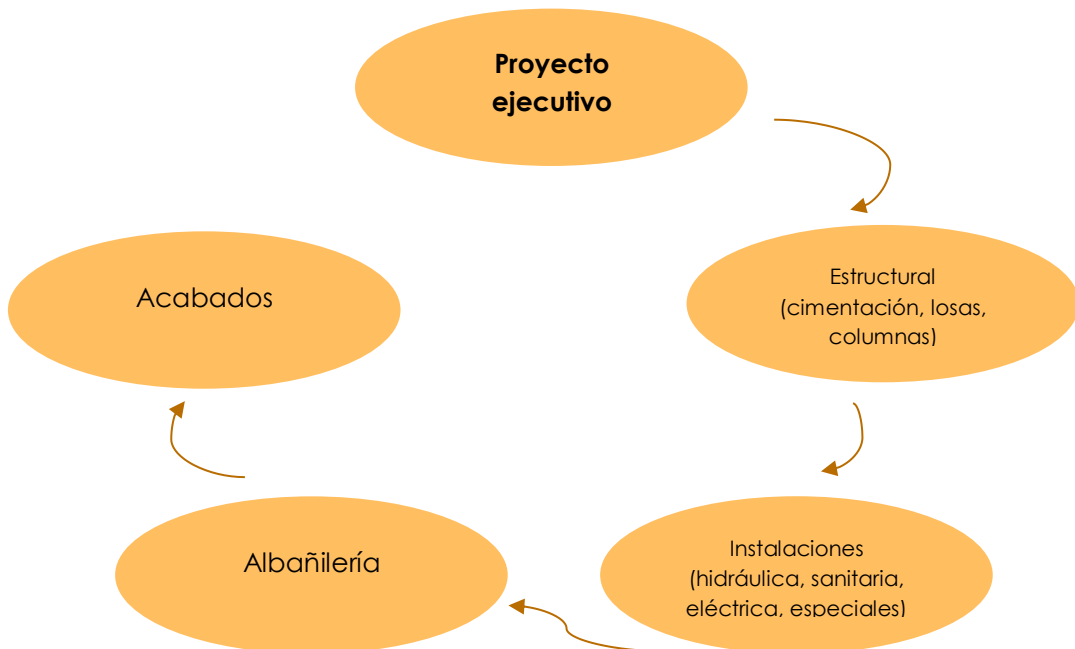 Proyecto
ejecutivo
Estructural
(cimentación, losas,
columnas)
Instalaciones
(hidráulica, sanitaria,
eléctrica, especiales)
Albañilería
Acabados